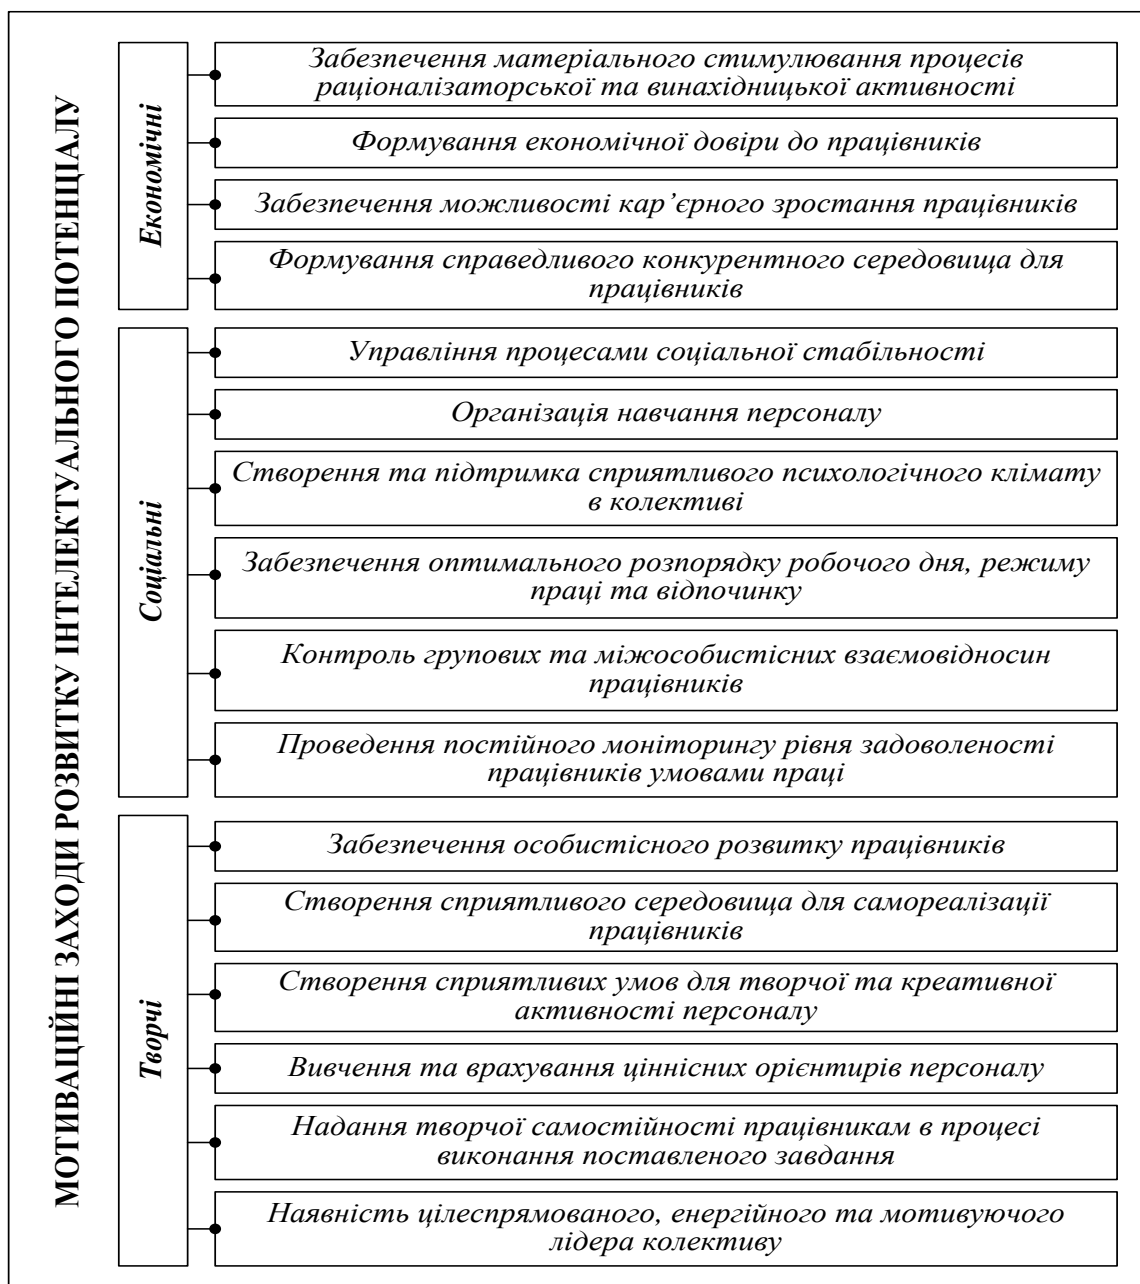 МОТИВАЦІЙНІ ЗАХОДИ РОЗВИТКУ ІНТЕЛЕКТУАЛЬНОГО ПОТЕНЦІАЛУ
Економічні
Забезпечення матеріального стимулювання процесів
раціоналізаторської та винахідницької активності
Формування економічної довіри до працівників
Забезпечення можливості кар’єрного зростання працівників
Формування справедливого конкурентного середовища для
працівників
Соціальні
Управління процесами соціальної стабільності
Організація навчання персоналу
Створення та підтримка сприятливого психологічного клімату
в колективі
Забезпечення оптимального розпорядку робочого дня, режиму
праці та відпочинку
Контроль групових та міжособистісних взаємовідносин
працівників
Проведення постійного моніторингу рівня задоволеності
працівників умовами праці
Творчі
Забезпечення особистісного розвитку працівників
Створення сприятливого середовища для самореалізації
працівників
Створення сприятливих умов для творчої та креативної
активності персоналу
Вивчення та врахування ціннісних орієнтирів персоналу
Надання творчої самостійності працівникам в процесі
виконання поставленого завдання
Наявність цілеспрямованого, енергійного та мотивуючого
лідера колективу